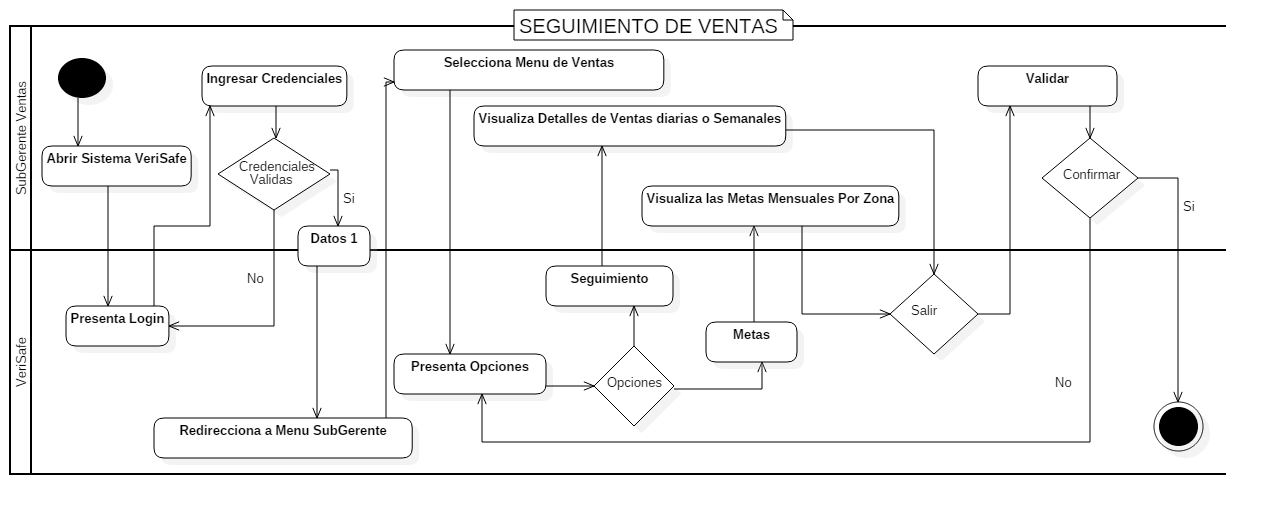 SEGUIMIENTO DE VENTAS
SubGerente Ventas
Ingresar Credenciales
Selecciona Menu de Ventas
Validar
Visualiza Detalles de Ventas diarias o Semanales
Abrir Sistema VeriSafe
Credenciales
Validas
Confirmar
Si
Visualiza las Metas Mensuales Por Zona
Si
Datos 1
VeriSafe
No
Seguimiento
Presenta Login
Salir
Metas
Presenta Opciones
Opciones
No
Redirecciona a Menu SubGerente